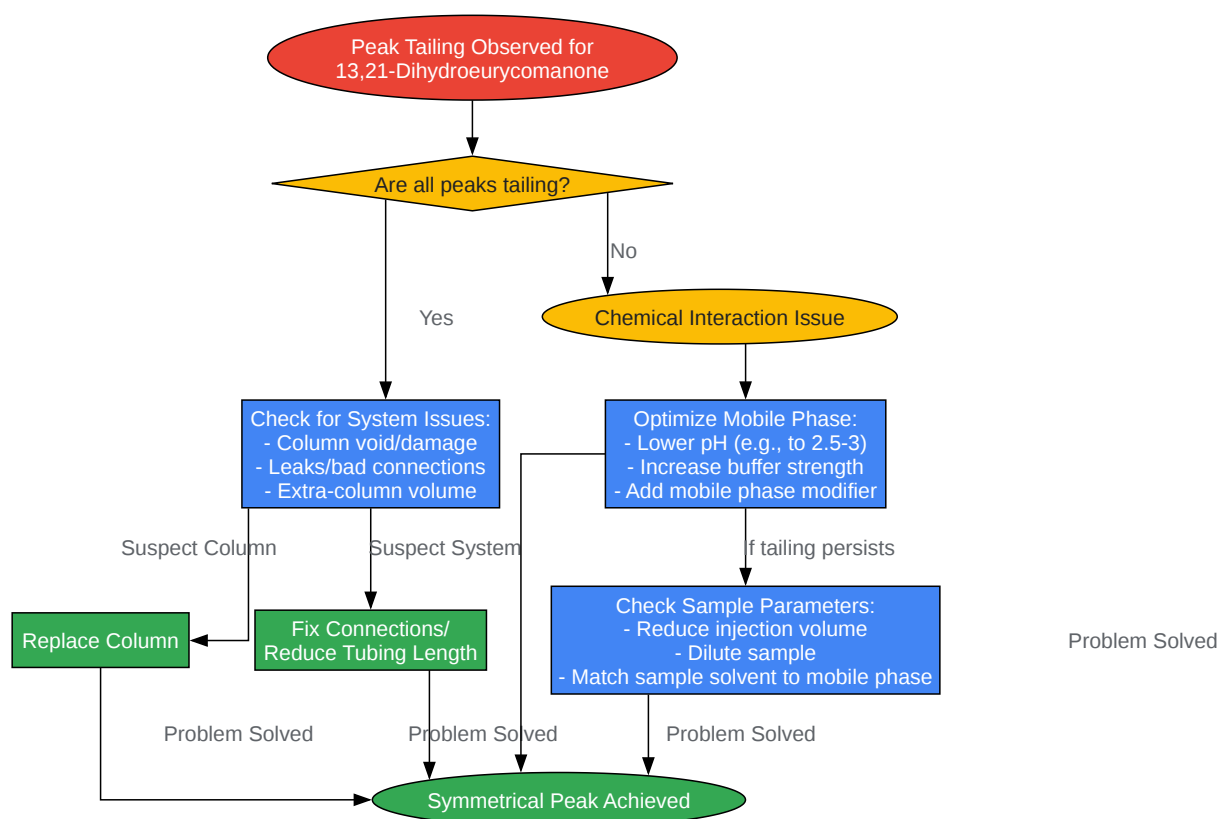 Peak Tailing Observed for
13,21-Dihydroeurycomanone
Are all peaks tailing?
No
Yes
Chemical Interaction Issue
Check for System Issues:
- Column void/damage
- Leaks/bad connections
- Extra-column volume
Optimize Mobile Phase:
- Lower pH (e.g., to 2.5-3)
- Increase buffer strength
- Add mobile phase modifier
Suspect Column
Suspect System
If tailing persists
Replace Column
Fix Connections/
Reduce Tubing Length
Check Sample Parameters:
- Reduce injection volume
- Dilute sample
- Match sample solvent to mobile phase
Problem Solved
Problem Solved
Problem Solved
Problem Solved
Symmetrical Peak Achieved